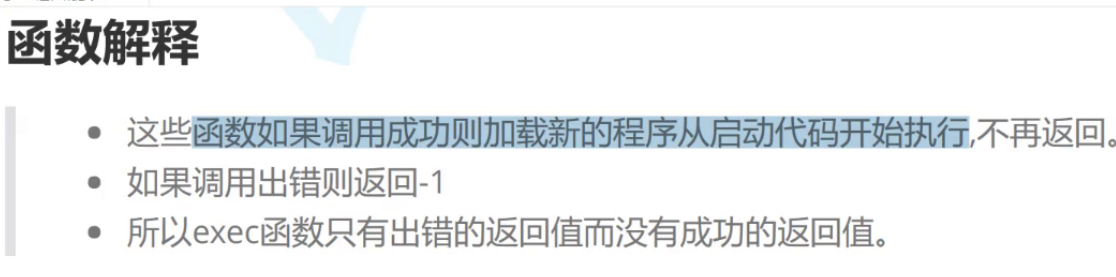 函数解释
这些函数如果调用成功则加载新的程序从启动代码开始执行,不再返回。
如果调用出错则返回-1
所以exec函数只有出错的返回值而没有成功的返回值。